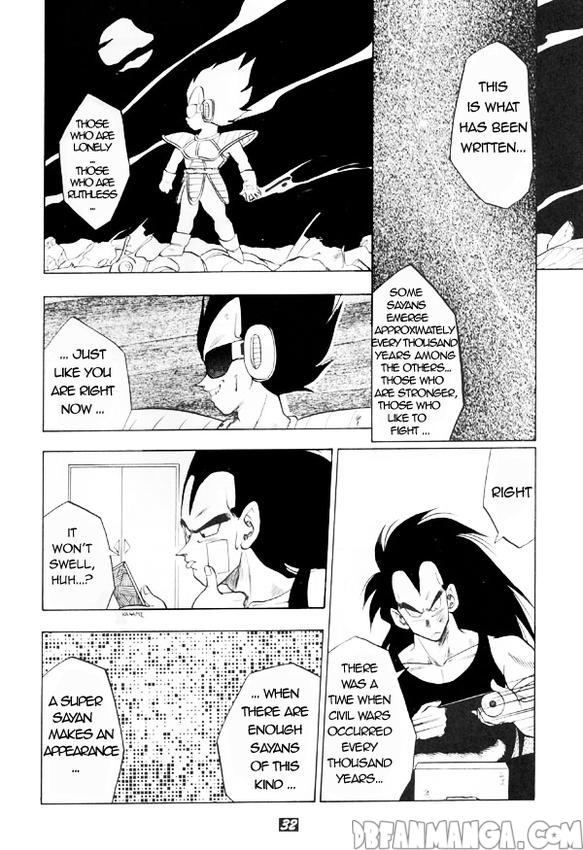 THIS
IS WHAT
HAS BEEN
WRITTEN...
SOME
SAYANS
EMERGE
APPROXIMATELY
EVERY THOUSAND
YEARS AMONG
THE OTHERS...
THOSE WHO
ARE STRONGER,
THOSE WHO
LIKE TO
FIGHT ...
THOSE
WHO ARE
LONELY
...
THOSE
WHO ARE
RUTHLESS
...
... JUST
LIKE YOU
ARE RIGHT
NOW ...
RIGHT
THERE
WAS A
TIME WHEN
CIVIL WARS
OCCURRED
EVERY
THOUSAND
YEARS...
IT
WON'T
SWELL,
HUH...?
... WHEN
THERE ARE
ENOUGH
SAYANS
OF THIS
KIND ...
A SUPER
SAYAN
MAKES AN
APPEARANCE
...
32
DBFANMANGA.COM